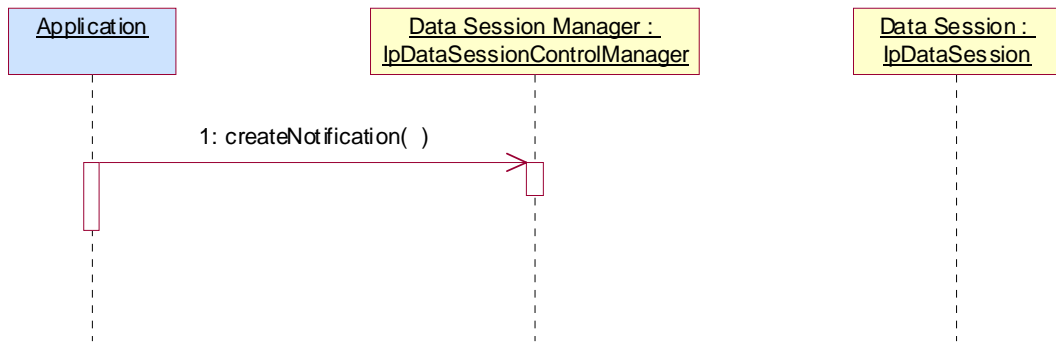 Application
Data Session Manager :
IpDataSessionControlManager
Data Session :
IpDataSession
1: createNotification( )